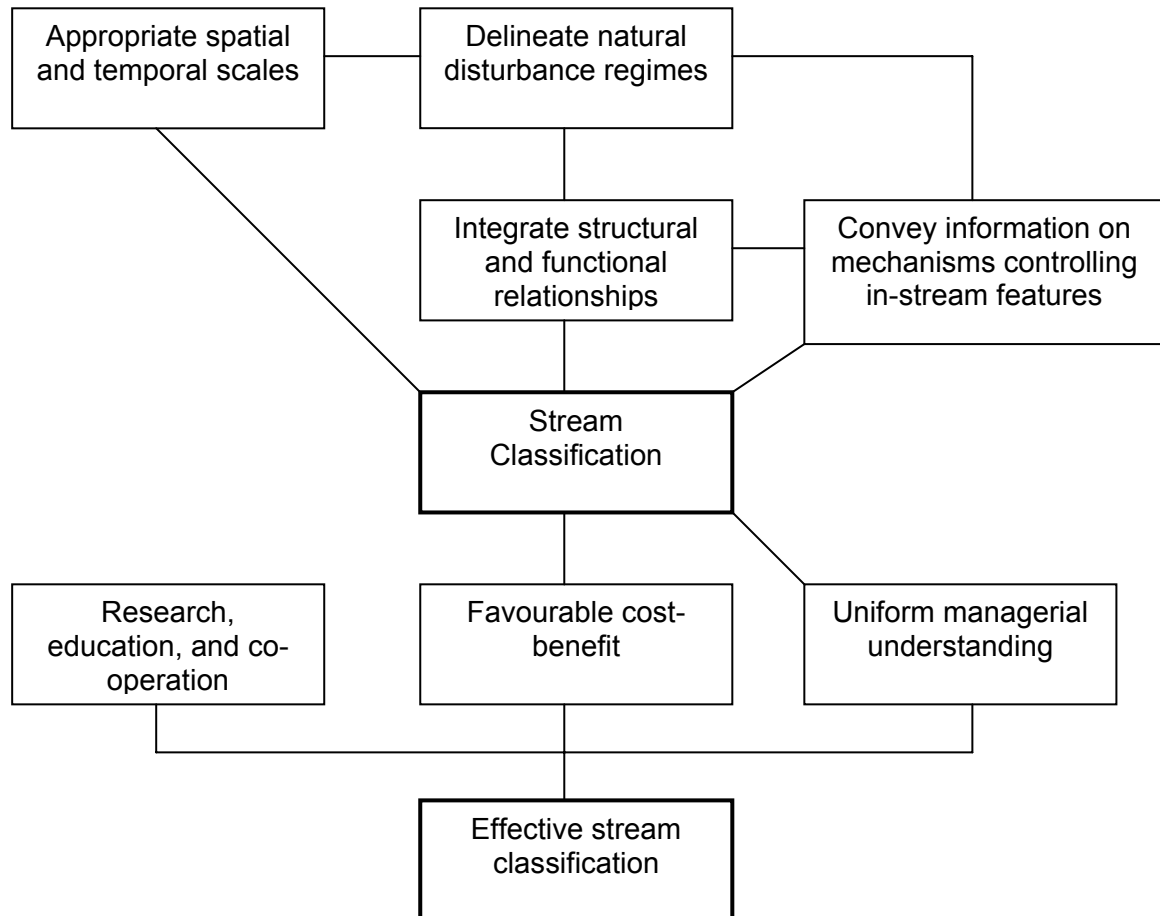 Appropriate spatial
and temporal scales
Delineate natural
disturbance regimes
Integrate structural
and functional
relationships
Convey information on
mechanisms controlling
in-stream features
Stream
Classification
Research,
education, and co-
operation
Favourable cost-
benefit
Uniform managerial
understanding
Effective stream
classification